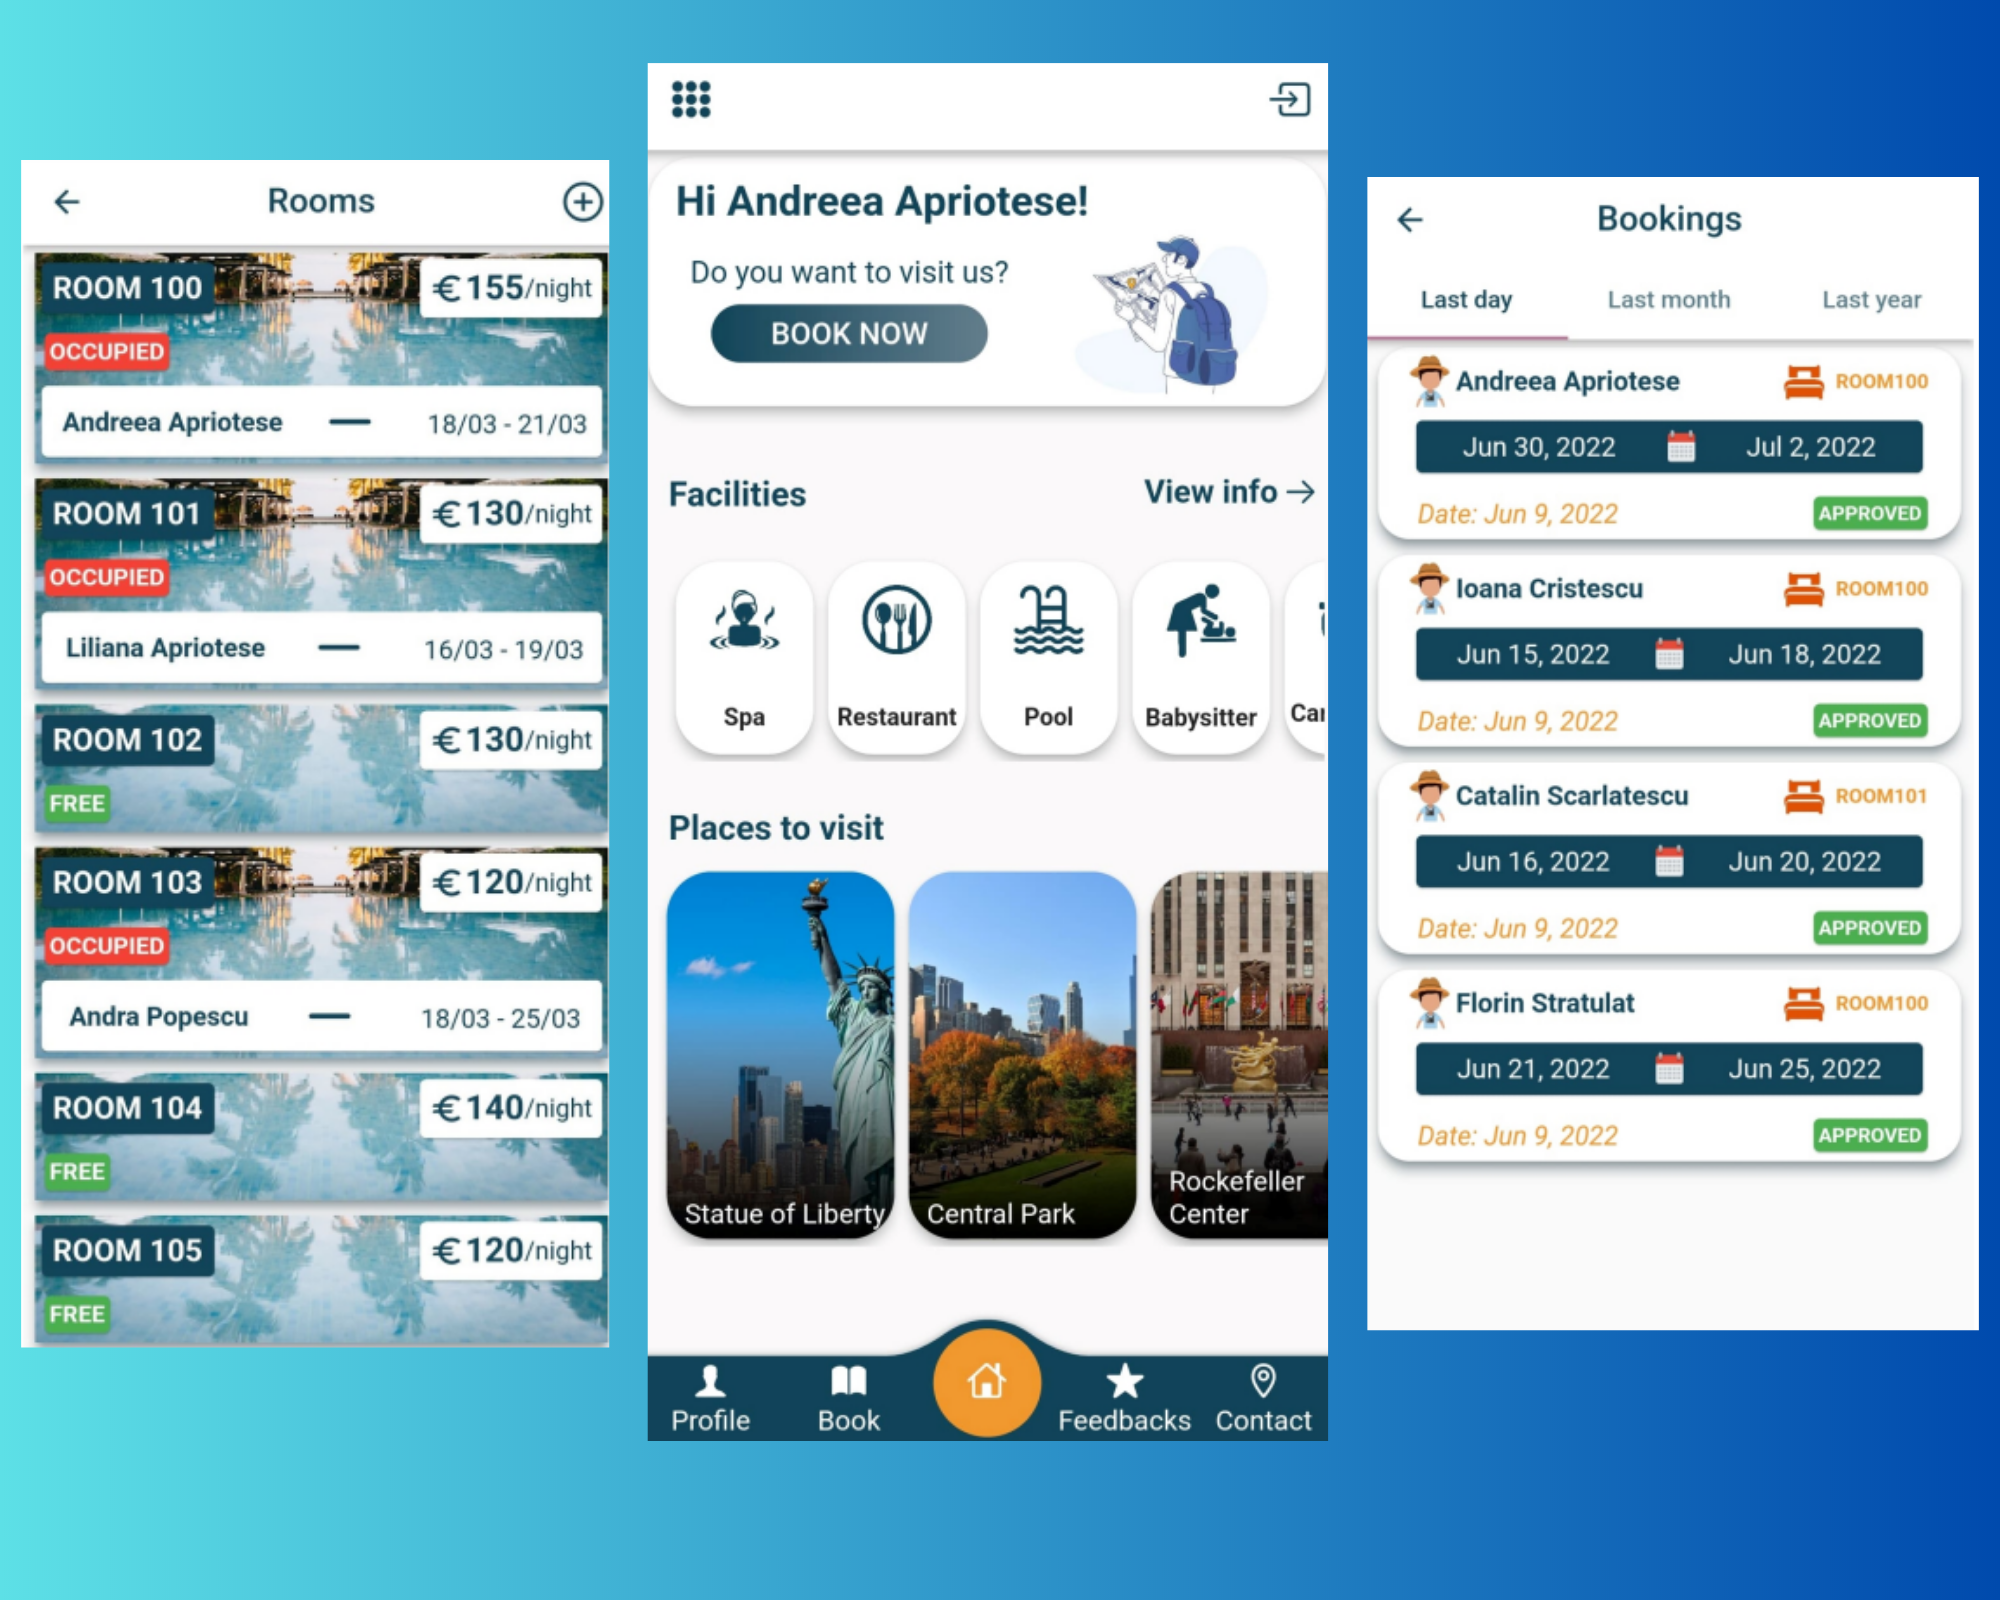 Rooms
ROOM 100
€155/night
OCCUPIED
Andreea Apriotese — 18/03 - 21/03
ROOM 101
€130/night
OCCUPIED
Liliana Apriotese — 16/03 - 19/03
ROOM 102
€130/night
FREE
ROOM 103
€120/night
OCCUPIED
Andra Popescu — 18/03 - 25/03
ROOM 104
€140/night
FREE
ROOM 105
€120/night
FREE
Hi Andreea Apriotese!
Do you want to visit us?
BOOK NOW
Facilities
View info →
Spa
Restaurant
Pool
Babysitter
Places to visit
Statue of Liberty
Central Park
Rockefeller
Center
Profile
Book
Feedbacks
Contact
Bookings
Last day
Last month
Last year
Andreea Apriotese
ROOM100
Jun 30, 2022
Jul 2, 2022
Date: Jun 9, 2022
APPROVED
Ioana Cristescu
ROOM100
Jun 15, 2022
Jun 18, 2022
Date: Jun 9, 2022
APPROVED
Catalin Scarlatescu
ROOM101
Jun 16, 2022
Jun 20, 2022
Date: Jun 9, 2022
APPROVED
Florin Stratulat
ROOM100
Jun 21, 2022
Jun 25, 2022
Date: Jun 9, 2022
APPROVED